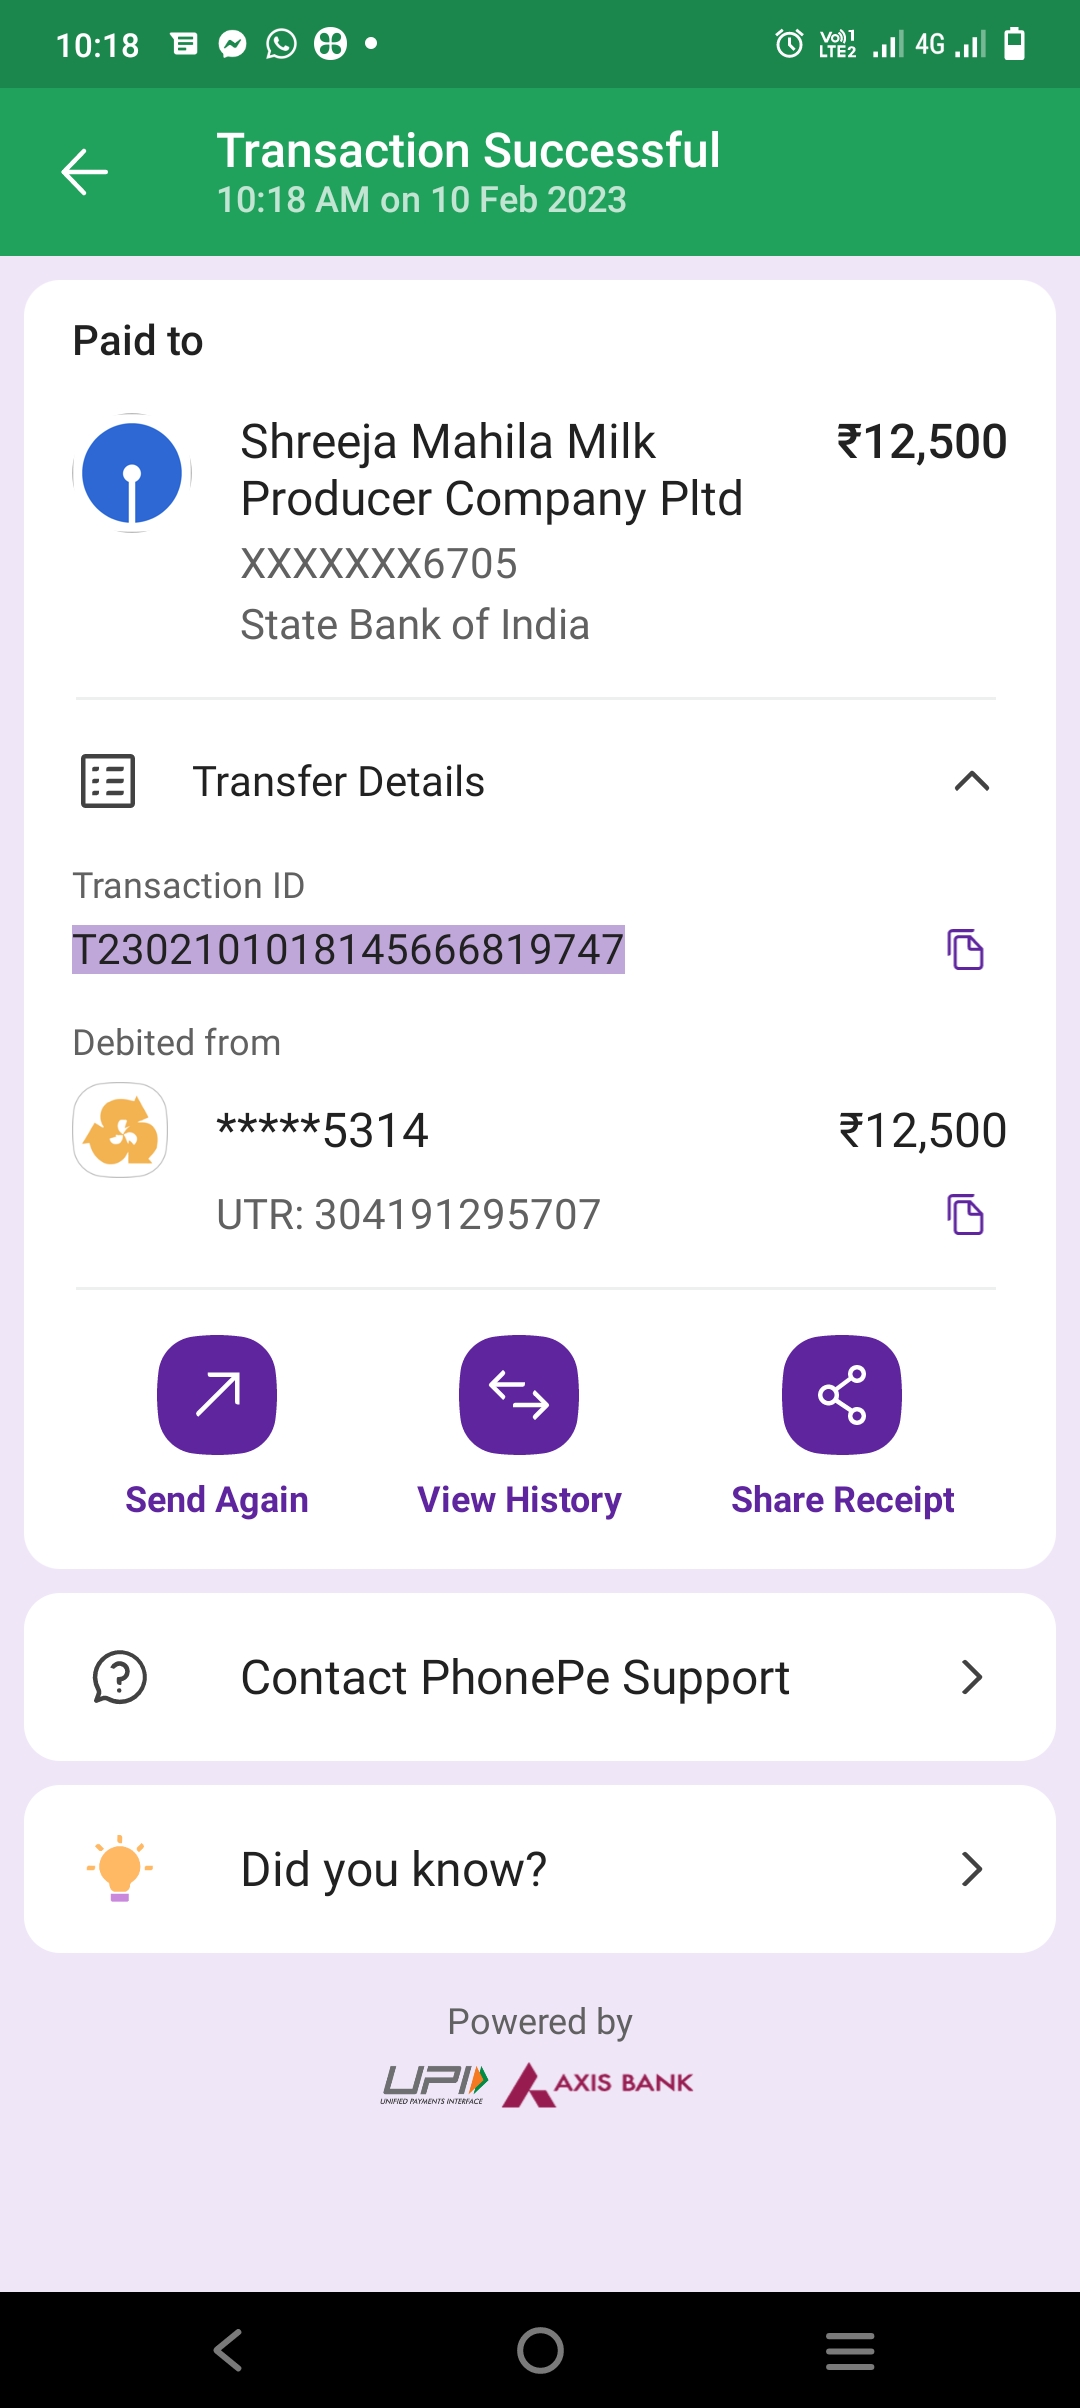 10:18
Vo)) 1
LTE2
4G
Transaction Successful
10:18 AM on 10 Feb 2023
Paid to
Shreeja Mahila Milk
Producer Company Pltd
₹12,500
XXXXXXX6705
State Bank of India
Transfer Details
Transaction ID
T2302101018145666819747
Debited from
*****5314
₹12,500
UTR: 304191295707
Send Again
View History
Share Receipt
Contact PhonePe Support
Did you know?
Powered by
UPI
UNIFIED PAYMENTS INTERFACE
AXIS BANK